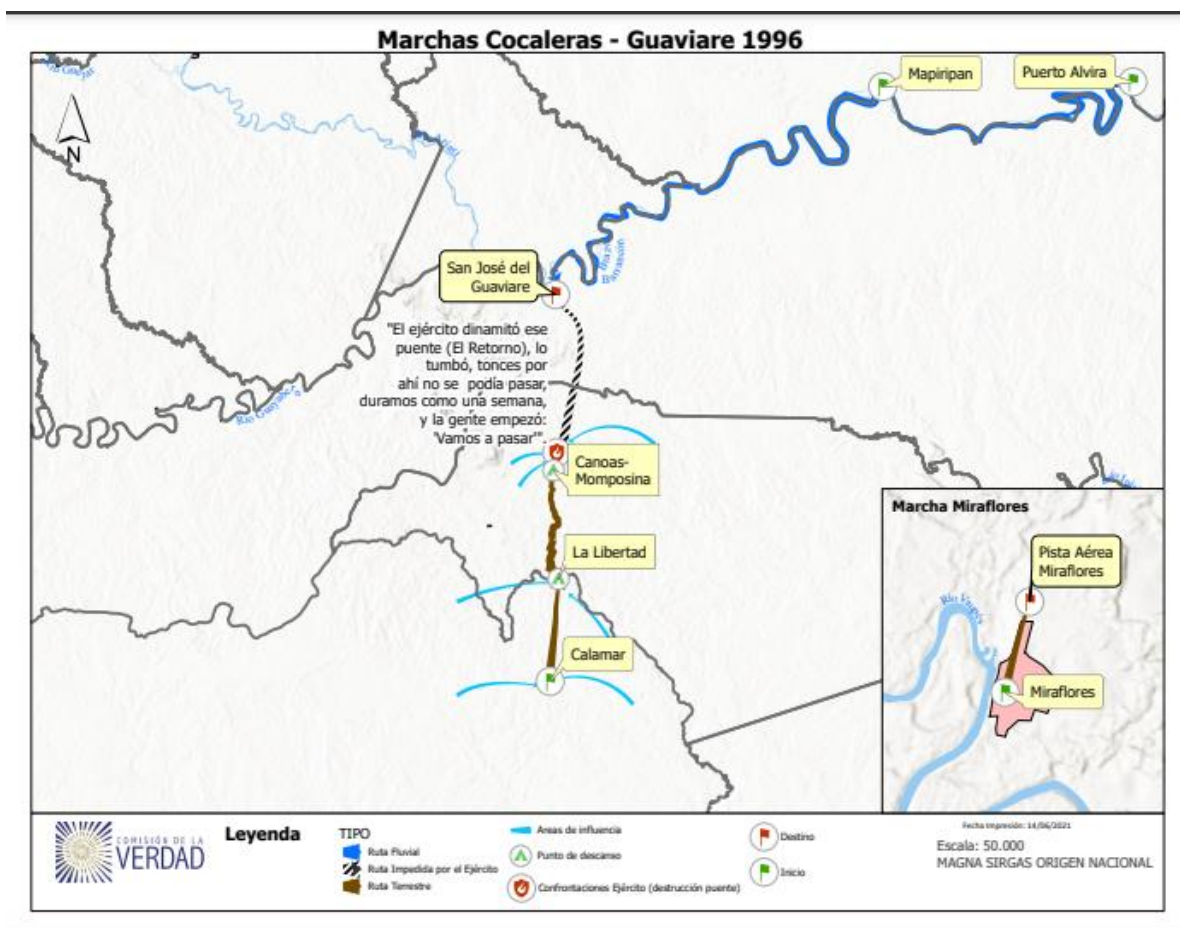 Marchas Cocaleras - Guaviare 1996
Mapiripan
Puerto Alvira
N
San José del
Guaviare
"El ejército dinamitó ese
puente (El Retorno), lo
tumbó, tonces por
ahí no se podía pasar,
duramos como una semana,
y la gente empezó:
'Vamos a pasar'".
Canoas-
Momposina
La Libertad
Calamar
Marcha Miraflores
Pista Aérea
Miraflores
Río Vaupés
Miraflores
COMISIÓN DE LA
VERDAD
Leyenda
TIPO
Ruta Fluvial
Ruta Impedida por el Ejército
Ruta Terrestre
Areas de influencia
Punto de descanso
Confrontaciones Ejército (destrucción puente)
Destino
Inicio
Fecha Impresión: 14/06/2021
Escala: 50.000
MAGNA SIRGAS ORIGEN NACIONAL